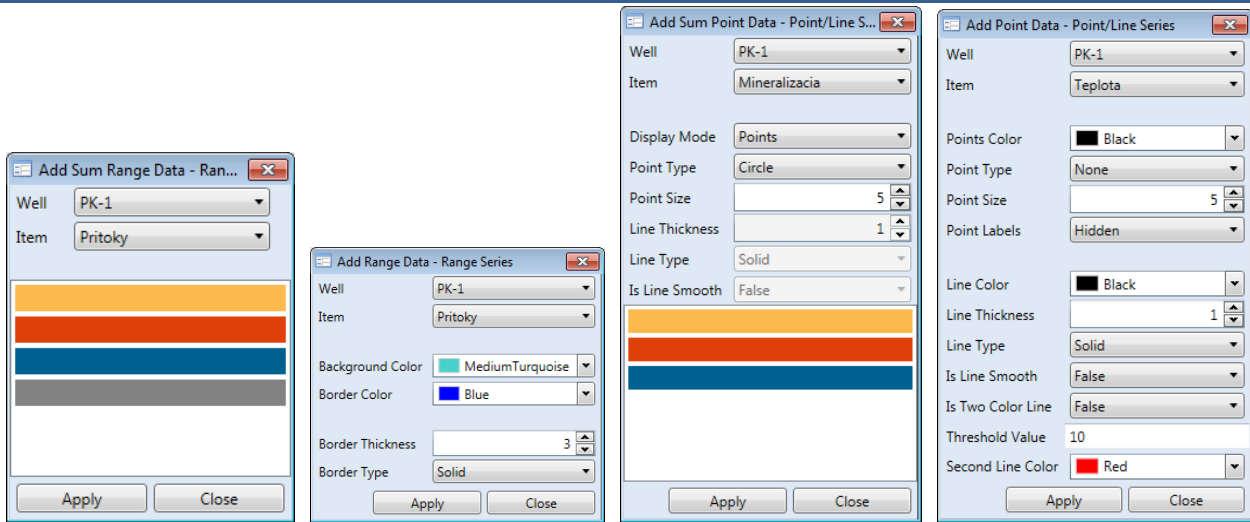 Add Sum Range Data - Ran...
Well PK-1
Item Pritoky
Apply Close
Add Range Data - Range Series
Well PK-1
Item Pritoky
Background Color MediumTurquoise
Border Color Blue
Border Thickness 3
Border Type Solid
Apply Close
Add Sum Point Data - Point/Line S...
Well PK-1
Item Mineralizacia
Display Mode Points
Point Type Circle
Point Size 5
Line Thickness 1
Line Type Solid
Is Line Smooth False
Apply Close
Add Point Data - Point/Line Series
Well PK-1
Item Teplota
Points Color Black
Point Type None
Point Size 5
Point Labels Hidden
Line Color Black
Line Thickness 1
Line Type Solid
Is Line Smooth False
Is Two Color Line False
Threshold Value 10
Second Line Color Red
Apply Close